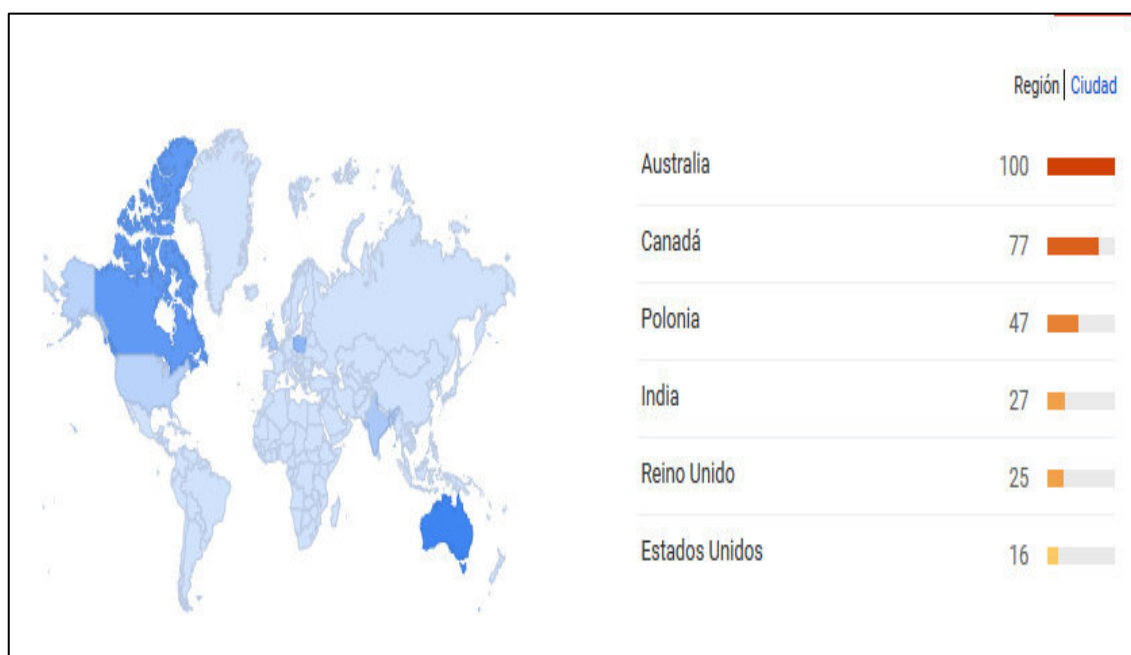 Región | Ciudad
Australia 100
Canadá 77
Polonia 47
India 27
Reino Unido 25
Estados Unidos 16